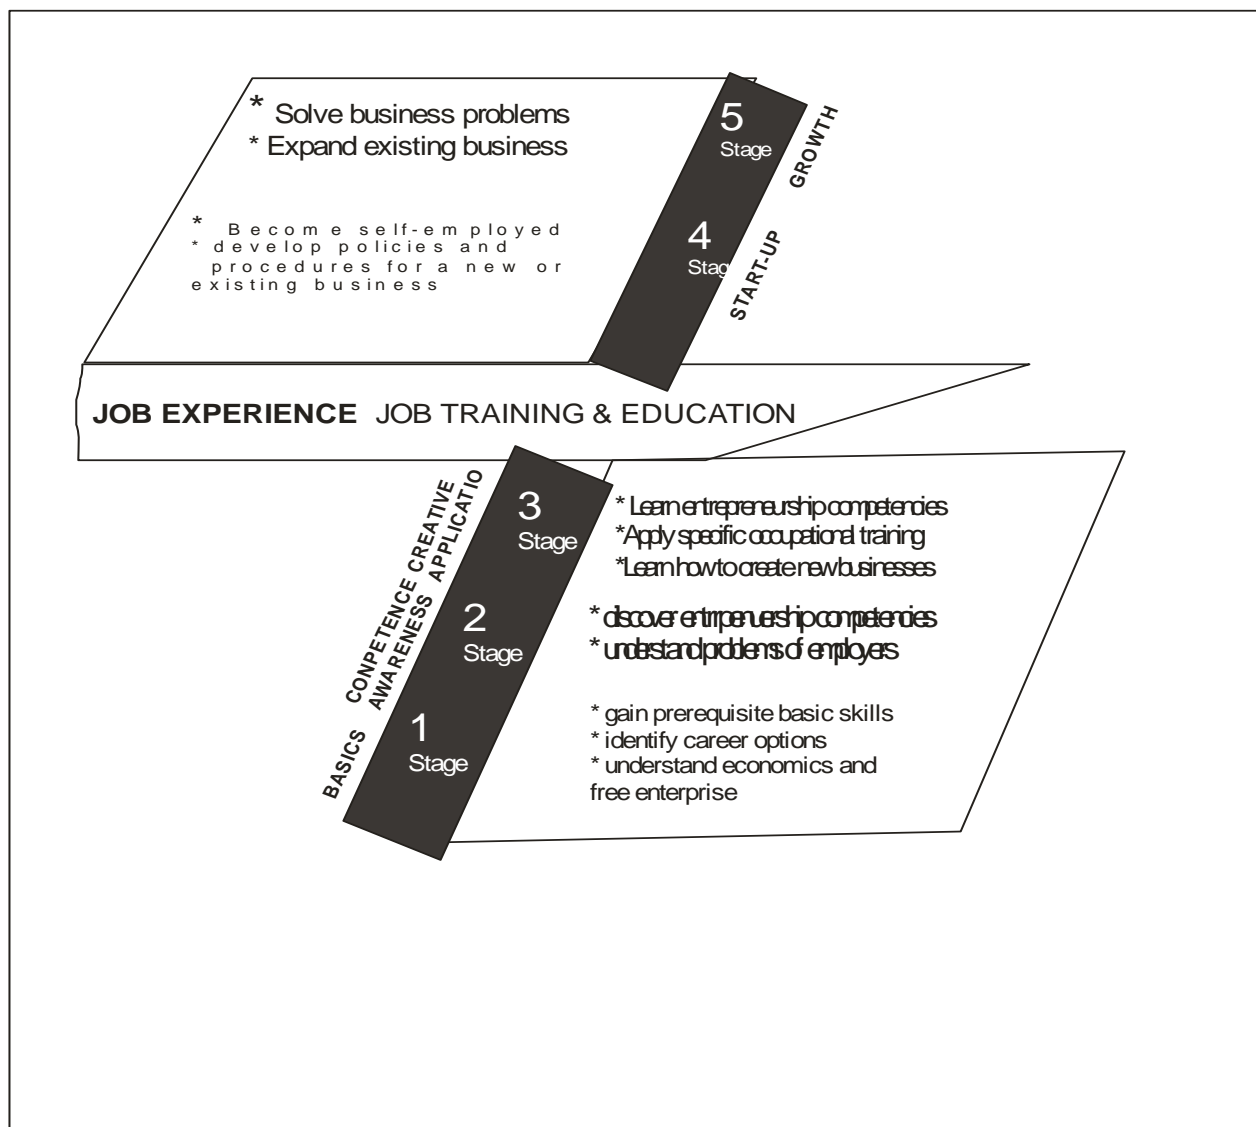 * Solve business problems
* Expand existing business
* Become self-employed
* develop policies and
procedures for a new or
existing business
5
Stage
GROWTH
4
Stag
START-UP
JOB EXPERIENCE JOB TRAINING & EDUCATION
3
Stage
CONPETENCE CREATIVE
AWARENESS APPLICATIO
* Learn entrepreneurship competencies
*Apply specific occupational training
*Learn how to create new businesses
2
Stage
* discover entrpenuership competencies
* understand problems of employers
1
Stage
BASICS
* gain prerequisite basic skills
* identify career options
* understand economics and
free enterprise